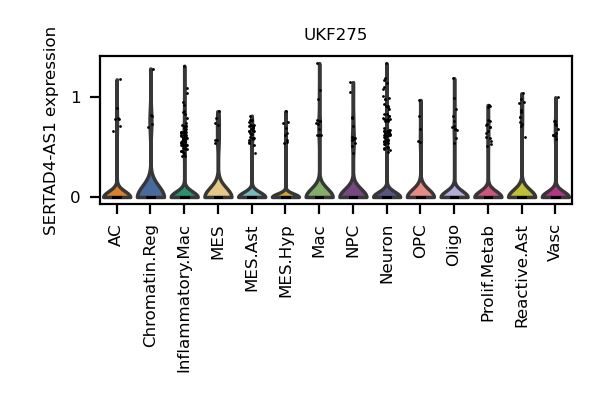 UKF275
SERTAD4-AS1 expression
1
0
AC
Chromatin.Reg
Inflammatory.Mac
MES
MES.Ast
MES.Hyp
Mac
NPC
Neuron
OPC
Oligo
Prolif.Metab
Reactive.Ast
Vasc